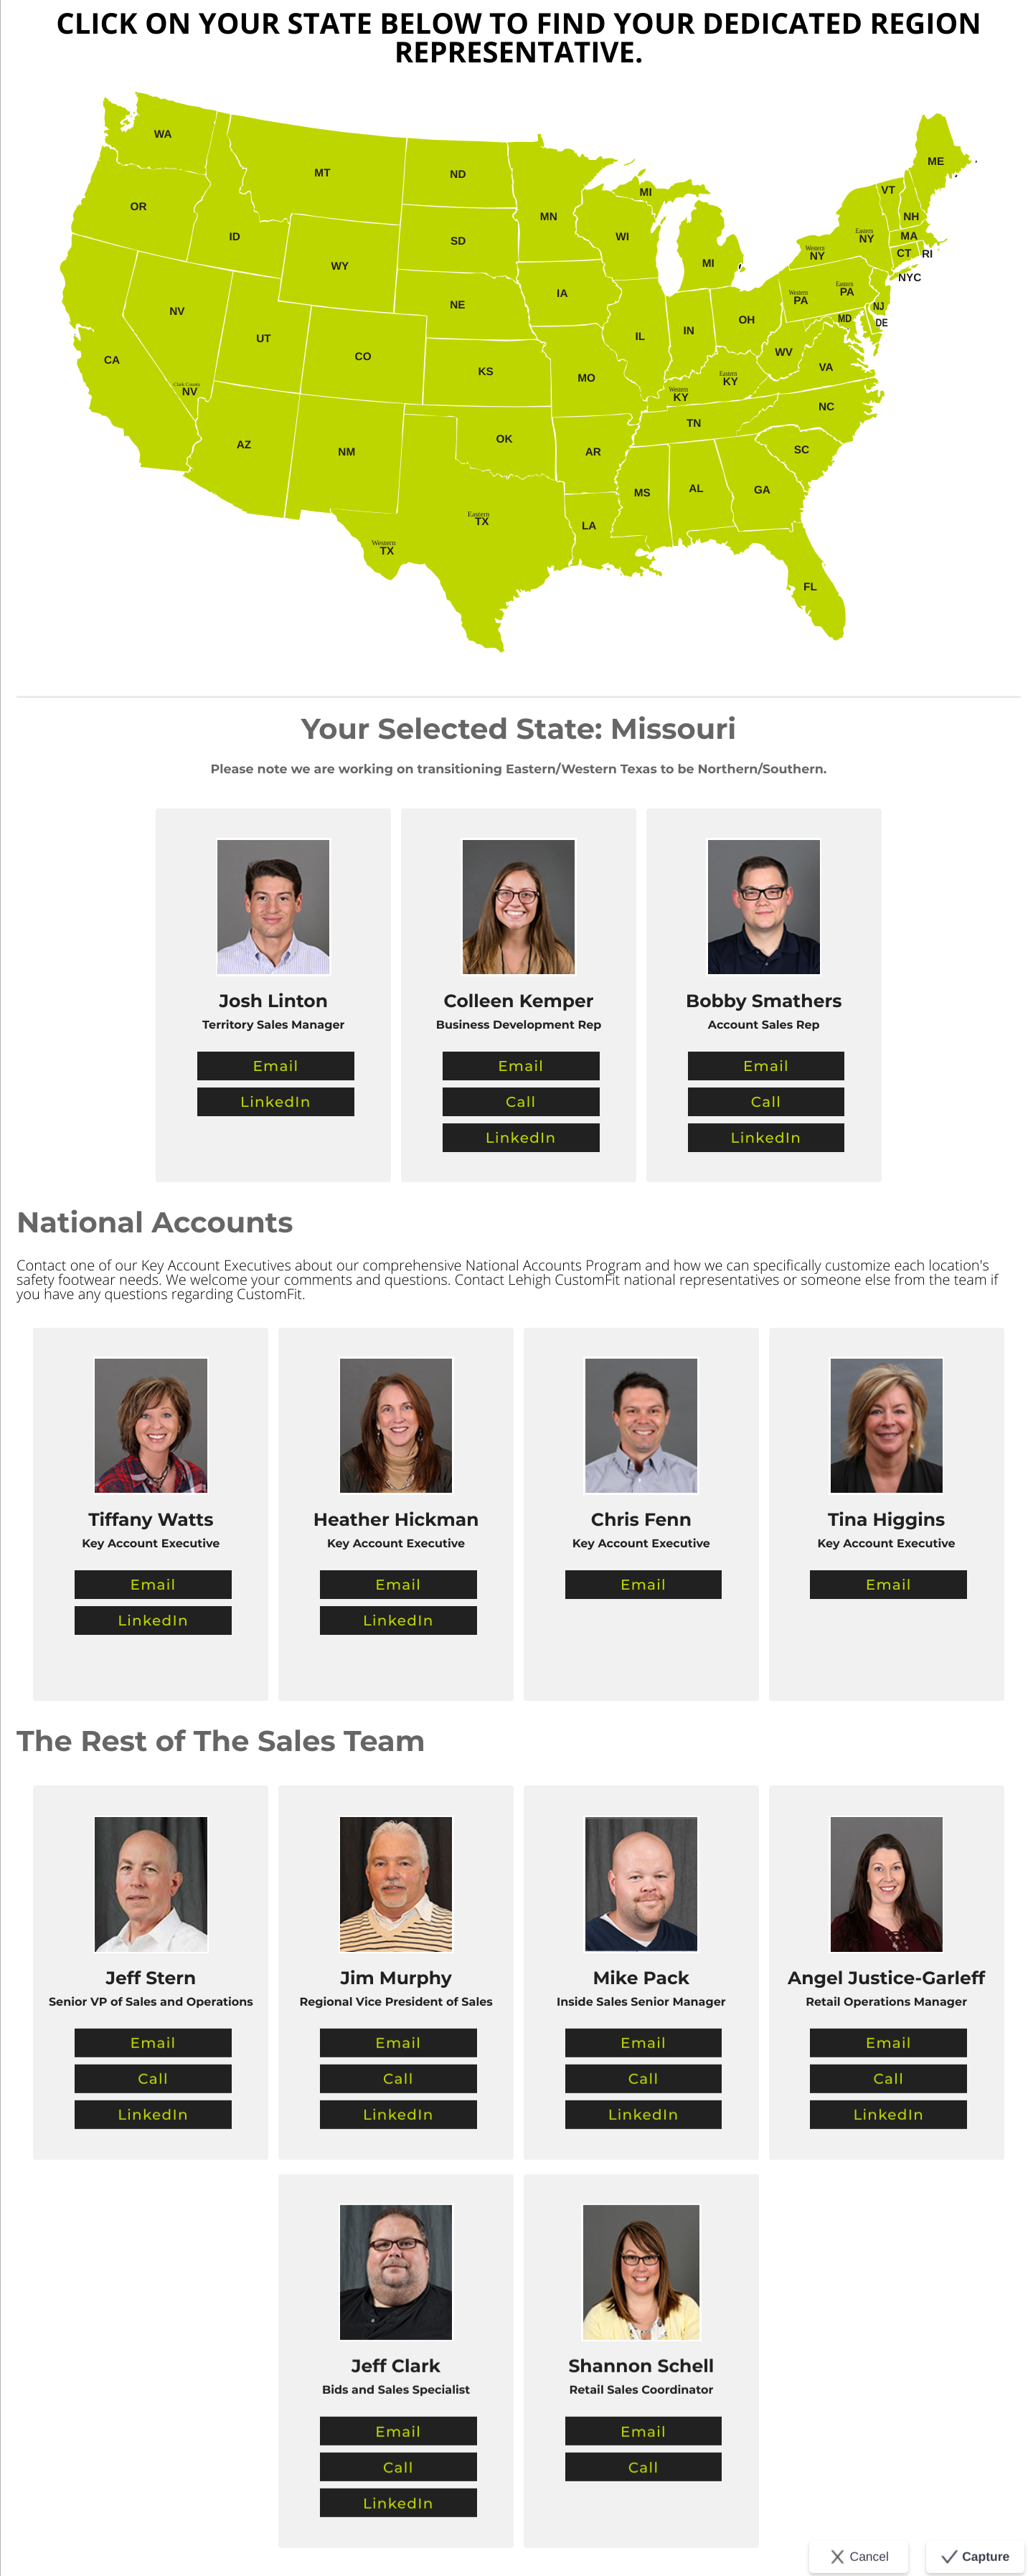 CLICK ON YOUR STATE BELOW TO FIND YOUR DEDICATED REGION
REPRESENTATIVE.
WA
MT
ND
MN
MI
ME
VT
NH
OR
ID
SD
WI
MI
Eastern
NY
MA
Western
NY
CT
RI
NYC
WY
NE
IA
Western
PA
Eastern
PA
NJ
MD
DE
NV
UT
CO
KS
MO
IL
IN
OH
WV
VA
CA
Clark County
NV
Western
KY
Eastern
KY
NC
TN
AZ
NM
OK
AR
SC
MS
AL
GA
Eastern
TX
LA
Western
TX
FL
Your Selected State: Missouri
Please note we are working on transitioning Eastern/Western Texas to be Northern/Southern.
Josh Linton
Territory Sales Manager
Email
LinkedIn
Colleen Kemper
Business Development Rep
Email
Call
LinkedIn
Bobby Smathers
Account Sales Rep
Email
Call
LinkedIn
National Accounts
Contact one of our Key Account Executives about our comprehensive National Accounts Program and how we can specifically customize each location's
safety footwear needs. We welcome your comments and questions. Contact Lehigh CustomFit national representatives or someone else from the team if
you have any questions regarding CustomFit.
Tiffany Watts
Key Account Executive
Email
LinkedIn
Heather Hickman
Key Account Executive
Email
LinkedIn
Chris Fenn
Key Account Executive
Email
Tina Higgins
Key Account Executive
Email
The Rest of The Sales Team
Jeff Stern
Senior VP of Sales and Operations
Email
Call
LinkedIn
Jim Murphy
Regional Vice President of Sales
Email
Call
LinkedIn
Mike Pack
Inside Sales Senior Manager
Email
Call
LinkedIn
Angel Justice-Garleff
Retail Operations Manager
Email
Call
LinkedIn
Jeff Clark
Bids and Sales Specialist
Email
Call
LinkedIn
Shannon Schell
Retail Sales Coordinator
Email
Call
Cancel
Capture